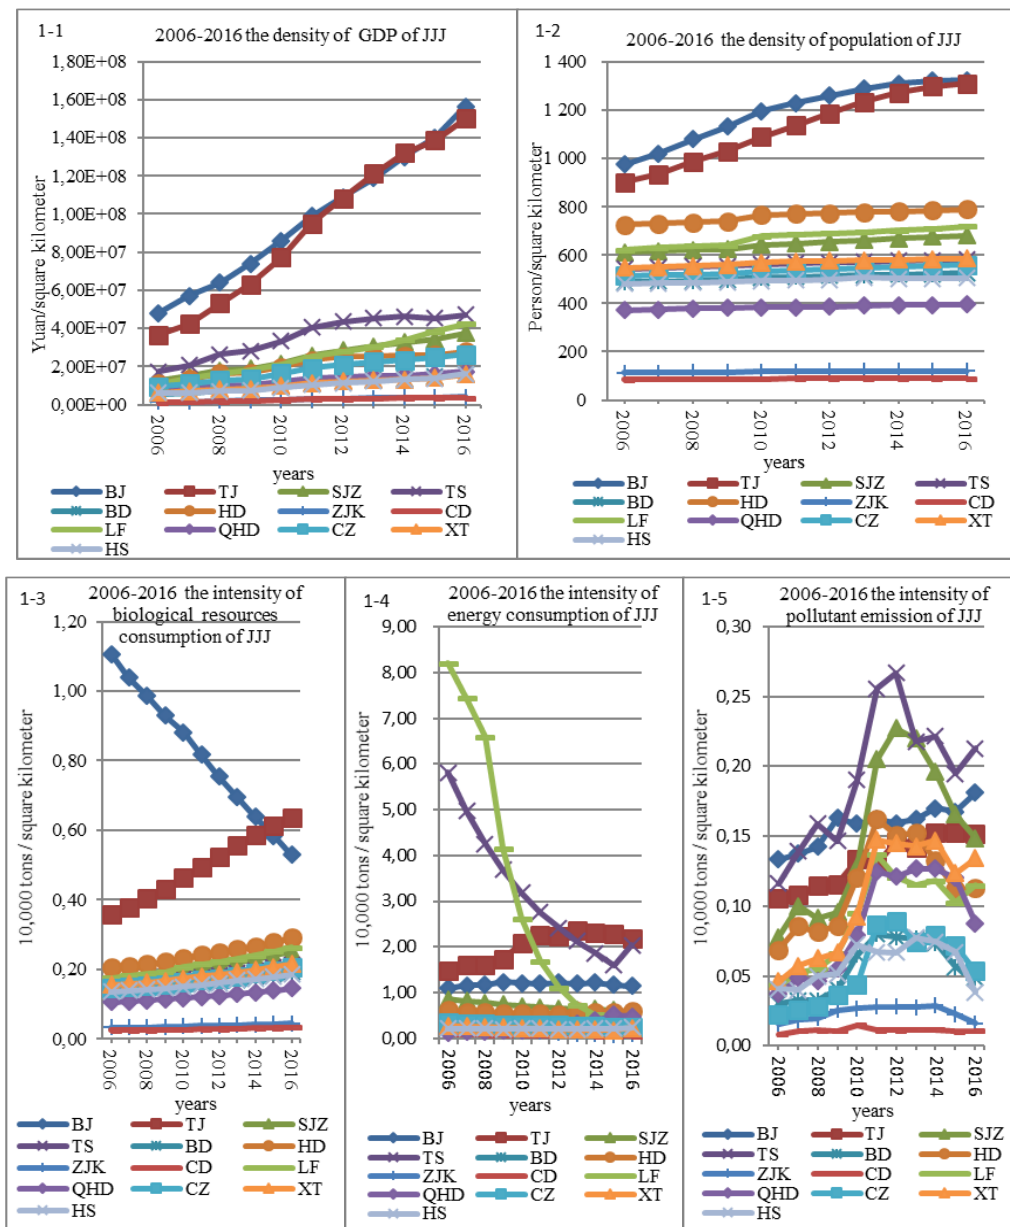 1-1
2006-2016 the density of GDP of JJJ
1,80E+08
1,60E+08
1,40E+08
1,20E+08
1,00E+08
8,00E+07
6,00E+07
4,00E+07
2,00E+07
0,00E+00
Yuan/square kilometer
2006
2008
2010
2012
2014
2016
years
BJ TJ SJZ TS
BD HD ZJK CD
LF QHD CZ XT
HS
1-2
2006-2016 the density of population of JJJ
1 400
1 200
1 000
800
600
400
200
0
Person/square kilometer
2006
2008
2010
2012
2014
2016
years
BJ TJ SJZ TS
BD HD ZJK CD
LF QHD CZ XT
HS
1-3
2006-2016 the intensity of
biological resources
consumption of JJJ
1,20
1,00
0,80
0,60
0,40
0,20
0,00
10,000 tons / square kilometer
2006
2008
2010
2012
2014
2016
years
BJ TJ SJZ
TS BD HD
ZJK CD LF
QHD CZ XT
HS
1-4
2006-2016 the intensity of
energy consumption of JJJ
9,00
8,00
7,00
6,00
5,00
4,00
3,00
2,00
1,00
0,00
10,000 tons / square kilometer
2006
2008
2010
2012
2014
2016
years
BJ TJ SJZ
TS BD HD
ZJK CD LF
QHD CZ XT
HS
1-5
2006-2016 the intensity of
pollutant emission of JJJ
0,30
0,25
0,20
0,15
0,10
0,05
0,00
10,000 tons / square kilometer
2006
2008
2010
2012
2014
2016
years
BJ TJ SJZ
TS BD HD
ZJK CD LF
QHD CZ XT
HS